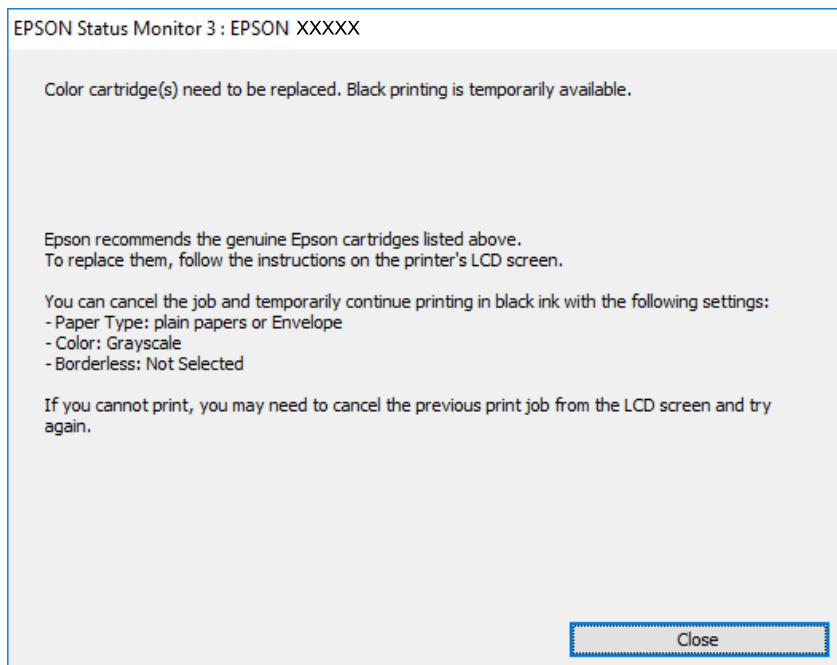 EPSON Status Monitor 3 : EPSON XXXXX
Color cartridge(s) need to be replaced. Black printing is temporarily available.
Epson recommends the genuine Epson cartridges listed above.
To replace them, follow the instructions on the printer's LCD screen.
You can cancel the job and temporarily continue printing in black ink with the following settings:
- Paper Type: plain papers or Envelope
- Color: Grayscale
- Borderless: Not Selected
If you cannot print, you may need to cancel the previous print job from the LCD screen and try
again.
Close